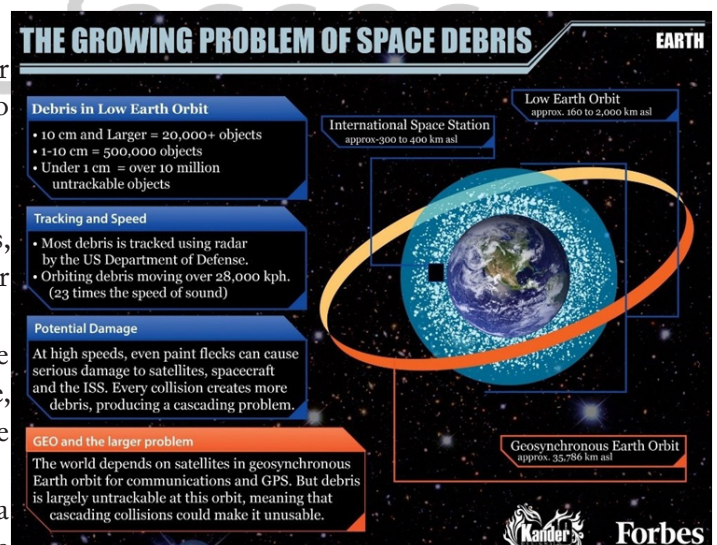 THE GROWING PROBLEM OF SPACE DEBRIS
EARTH
Debris in Low Earth Orbit
• 10 cm and Larger = 20,000+ objects
• 1-10 cm = 500,000 objects
• Under 1 cm = over 10 million
untrackable objects
Tracking and Speed
• Most debris is tracked using radar
by the US Department of Defense.
• Orbiting debris moving over 28,000 kph.
(23 times the speed of sound)
Potential Damage
At high speeds, even paint flecks can cause
serious damage to satellites, spacecraft
and the ISS. Every collision creates more
debris, producing a cascading problem.
GEO and the larger problem
The world depends on satellites in geosynchronous
Earth orbit for communications and GPS. But debris
is largely untrackable at this orbit, meaning that
cascading collisions could make it unusable.
International Space Station
approx-300 to 400 km asl
Low Earth Orbit
approx. 160 to 2,000 km asl
Geosynchronous Earth Orbit
approx. 35,786 km asl
Kander
Forbes